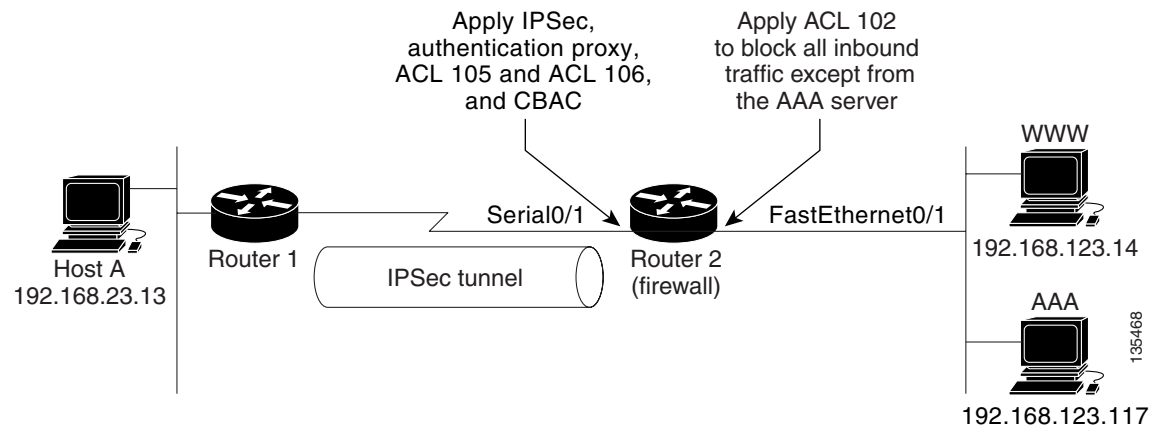 Apply IPSec,
authentication proxy,
ACL 105 and ACL 106,
and CBAC
Apply ACL 102
to block all inbound
traffic except from
the AAA server
WWW
Serial0/1
FastEthernet0/1
192.168.123.14
Host A
192.168.23.13
Router 1
IPSec tunnel
Router 2
(firewall)
AAA
192.168.123.117
135468